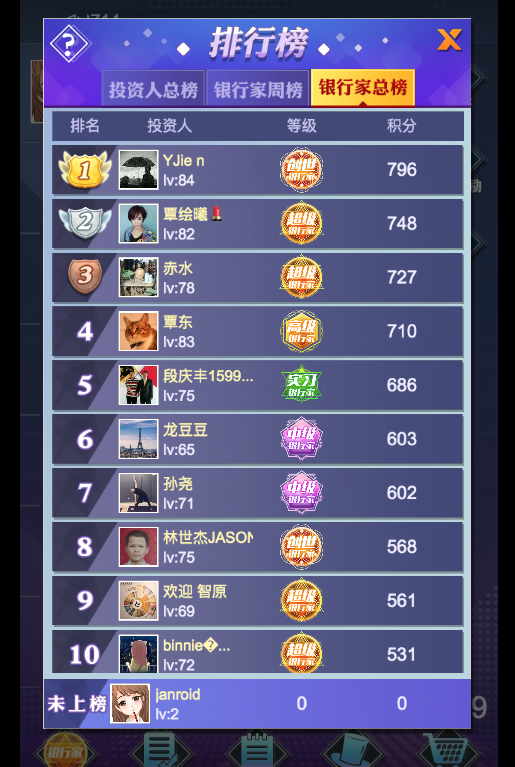 排行榜
投资人总榜 银行家周榜 银行家总榜
排名 投资人 等级 积分
1 YJie n 创世 796
lv:84 银行家
2 覃绘曦💄 超级 748
lv:82 银行家
3 赤水 超级 727
lv:78 银行家
4 覃东 高级 710
lv:83 银行家
5 段庆丰1599... 实习 686
lv:75 银行家
6 龙豆豆 中级 603
lv:65 银行家
7 孙尧 中级 602
lv:71 银行家
8 林世杰JASON 创世 568
lv:75 银行家
9 欢迎 智原 超级 561
lv:69 银行家
10 binnie�... 超级 531
lv:72 银行家
未上榜 janroid 0 0
lv:2
9
银行家